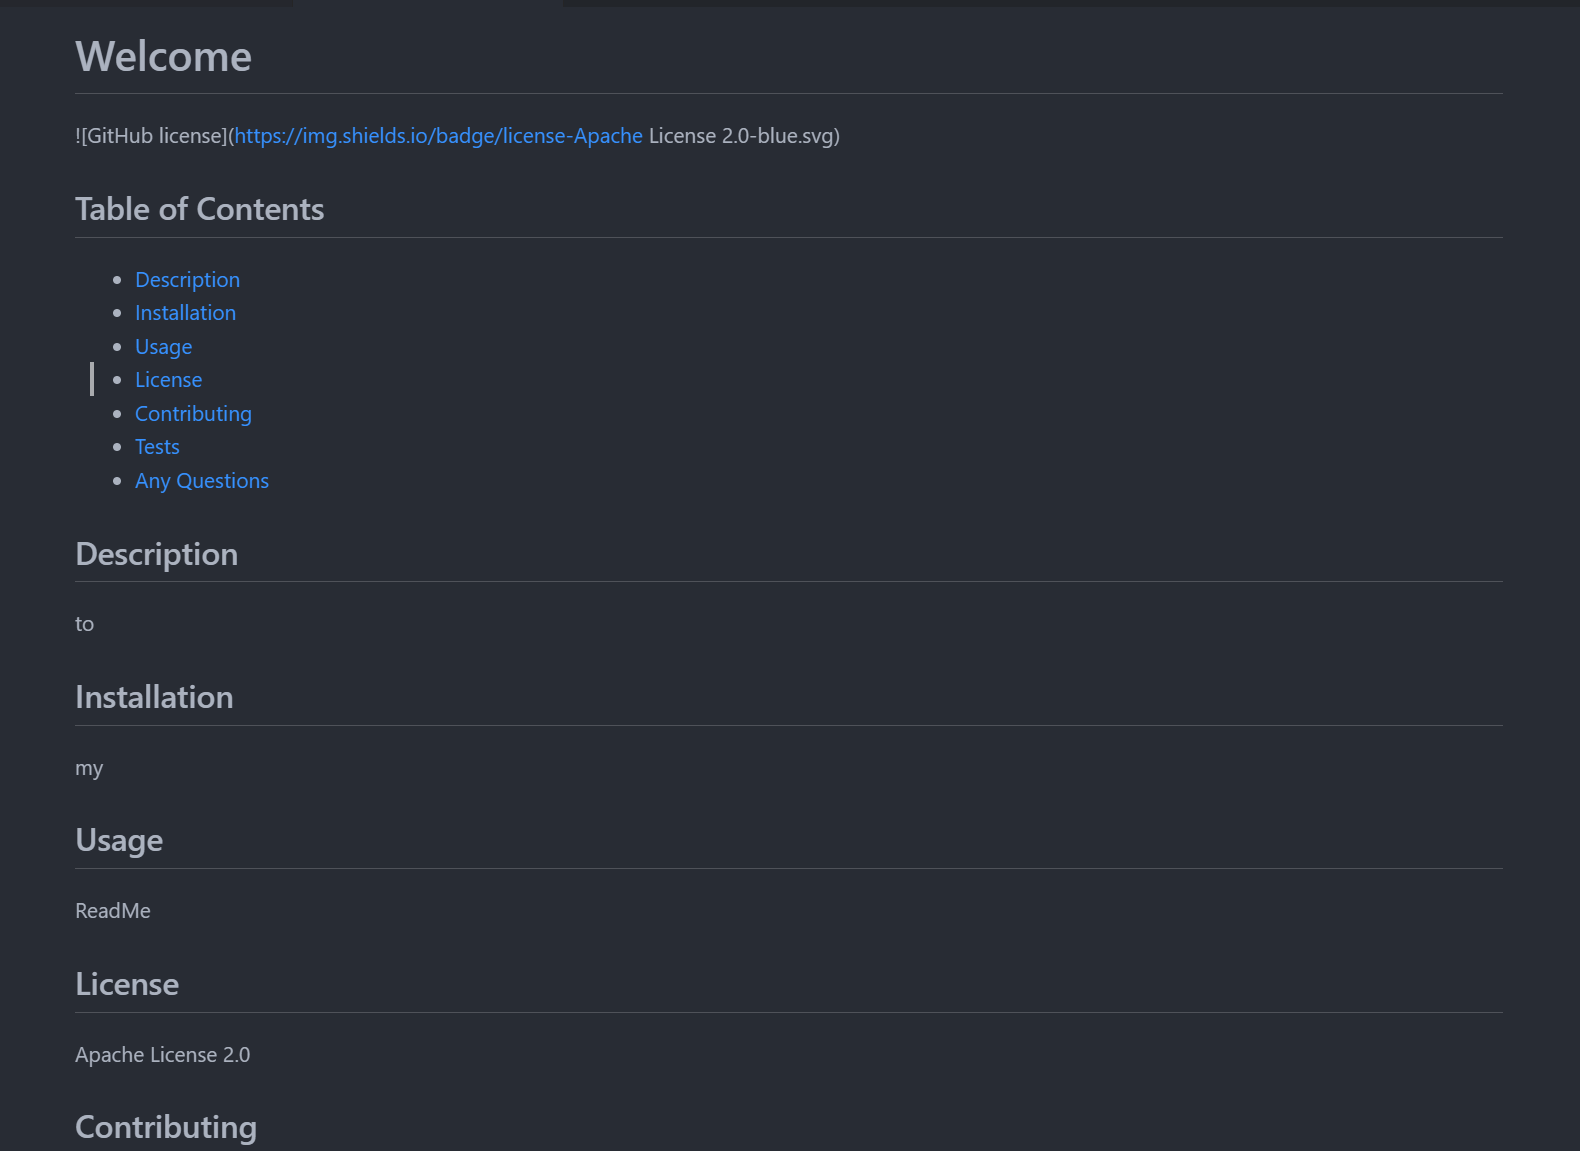 Welcome
![GitHub license](https://img.shields.io/badge/license-Apache License 2.0-blue.svg)
Table of Contents
Description
Installation
Usage
License
Contributing
Tests
Any Questions
Description
to
Installation
my
Usage
ReadMe
License
Apache License 2.0
Contributing